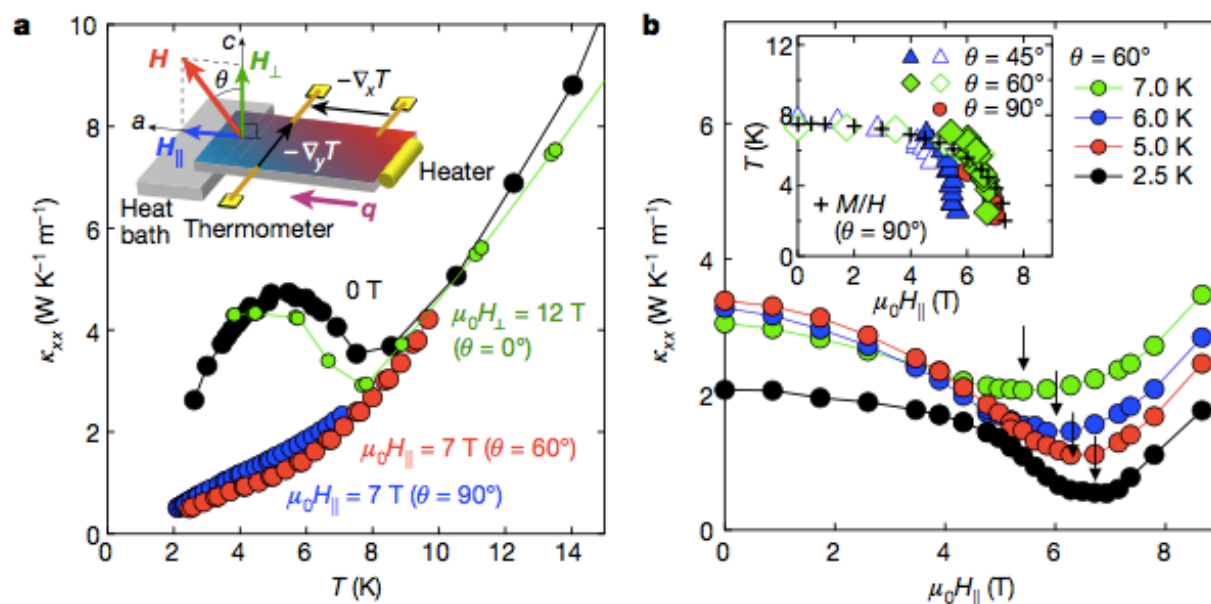 a
10
8
6
4
2
0
0
2
4
6
8
10
12
14
κxx (W K⁻¹ m⁻¹)
T (K)
H
c
H⊥
θ
a
H∥
−∇xT
−∇yT
Heater
Heat
bath
Thermometer
q
0 T
μ0H⊥ = 12 T
(θ = 0°)
μ0H∥ = 7 T (θ = 60°)
μ0H∥ = 7 T (θ = 90°)
b
6
4
2
0
0
2
4
6
8
κxx (W K⁻¹ m⁻¹)
μ0H∥ (T)
12
8
4
0
0
2
4
6
8
T (K)
μ0H∥ (T)
θ = 45°
θ = 60°
θ = 90°
+ M/H
(θ = 90°)
θ = 60°
7.0 K
6.0 K
5.0 K
2.5 K